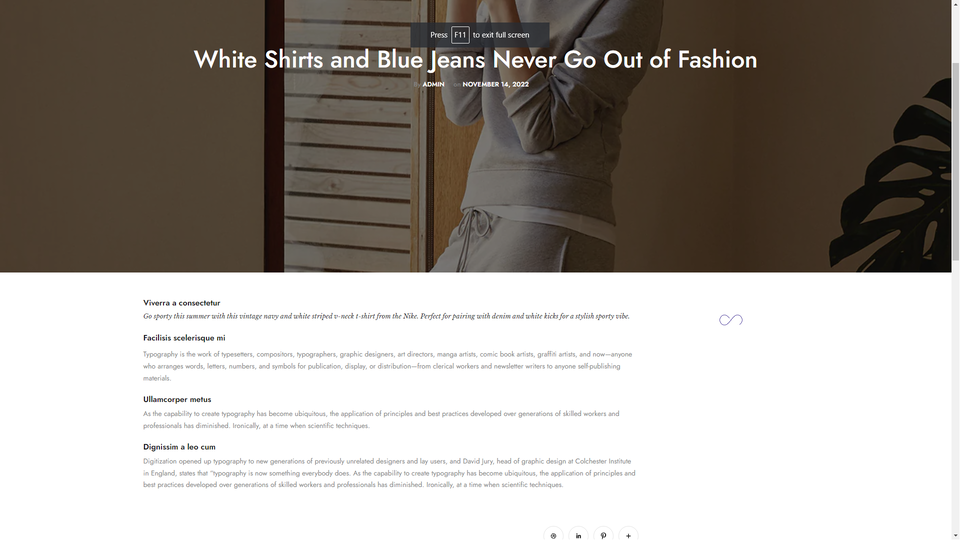 Press F11 to exit full screen
White Shirts and Blue Jeans Never Go Out of Fashion
By ADMIN on NOVEMBER 14, 2022
Viverra a consectetur
Go sporty this summer with this vintage navy and white striped v-neck t-shirt from the Nike. Perfect for pairing with denim and white kicks for a stylish sporty vibe.
Facilisis scelerisque mi
Typography is the work of typesetters, compositors, typographers, graphic designers, art directors, manga artists, comic book artists, graffiti artists, and now—anyone
who arranges words, letters, numbers, and symbols for publication, display, or distribution—from clerical workers and newsletter writers to anyone self-publishing
materials.
Ullamcorper metus
As the capability to create typography has become ubiquitous, the application of principles and best practices developed over generations of skilled workers and
professionals has diminished. Ironically, at a time when scientific techniques.
Dignissim a leo cum
Digitization opened up typography to new generations of previously unrelated designers and lay users, and David Jury, head of graphic design at Colchester Institute
in England, states that “typography is now something everybody does. As the capability to create typography has become ubiquitous, the application of principles and
best practices developed over generations of skilled workers and professionals has diminished. Ironically, at a time when scientific techniques.